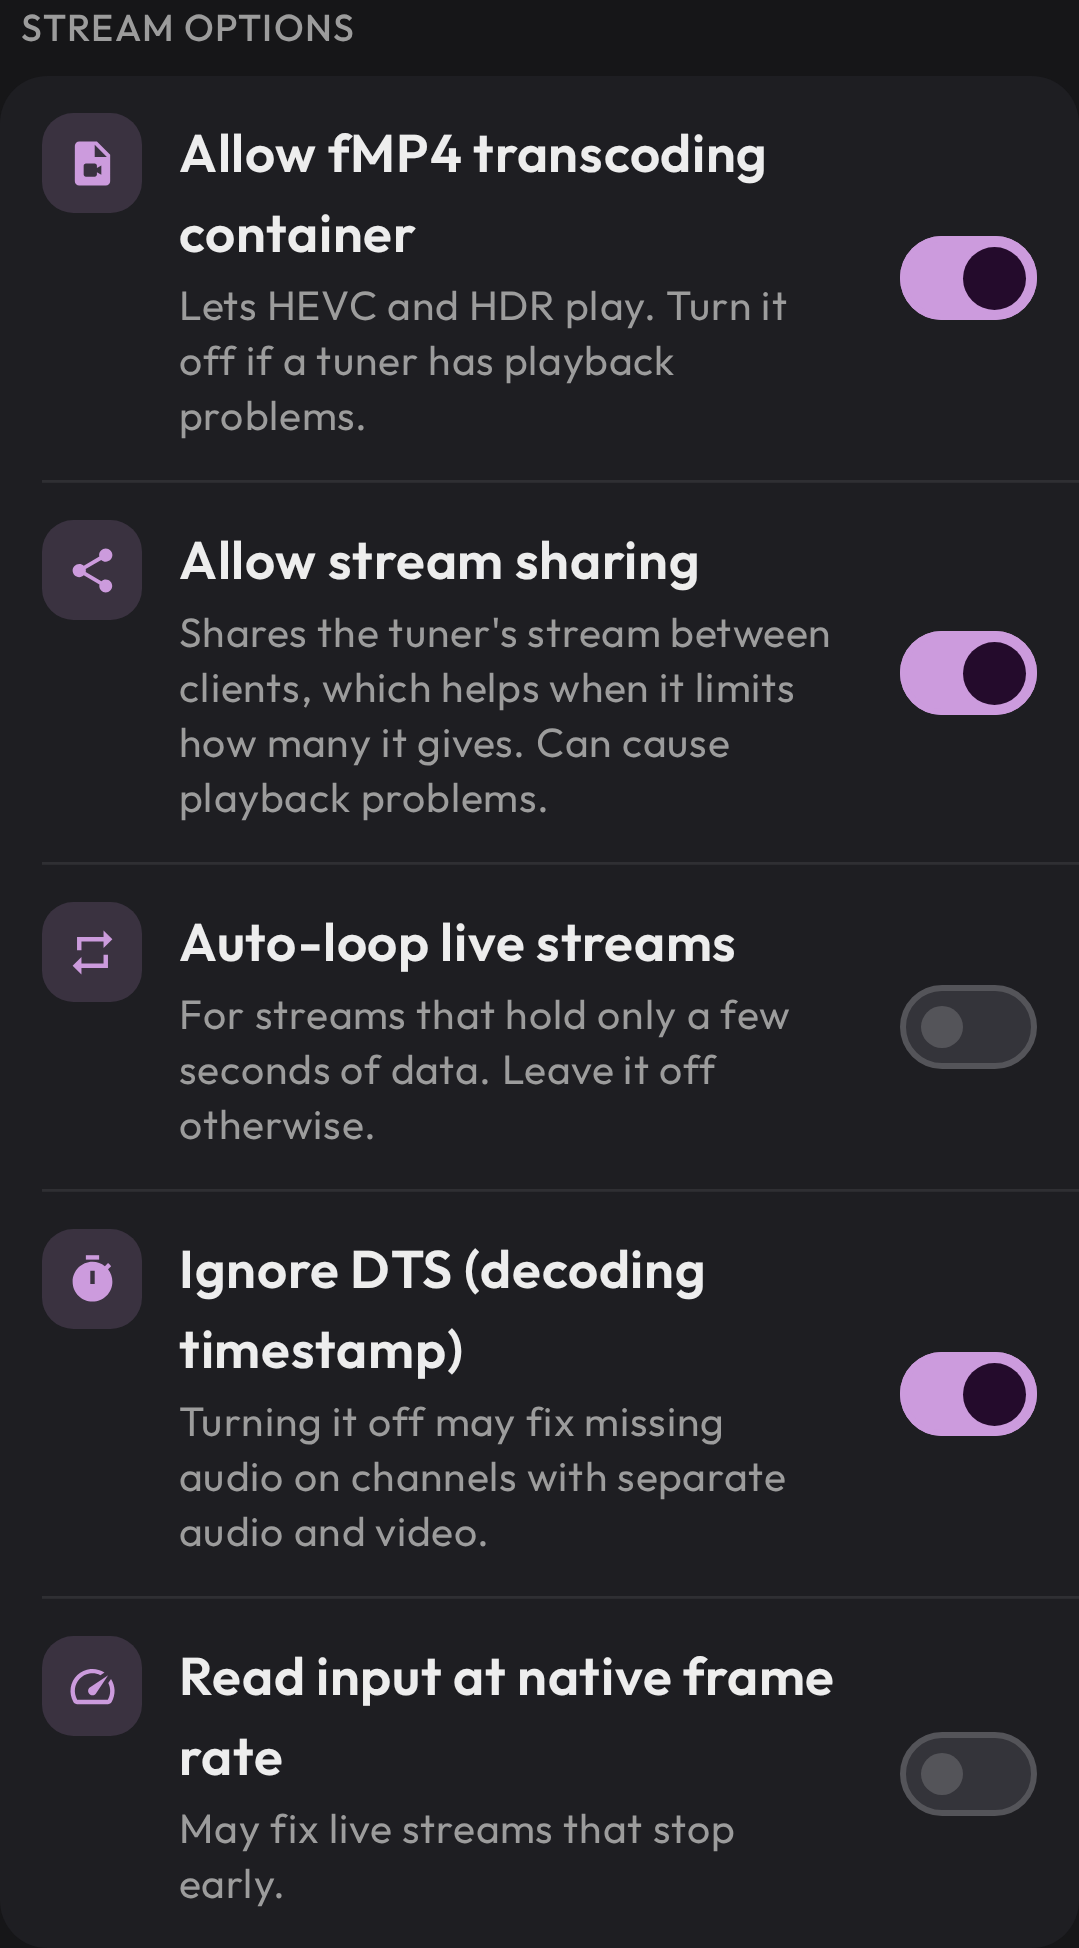 STREAM OPTIONS
Allow fMP4 transcoding
container
Lets HEVC and HDR play. Turn it
off if a tuner has playback
problems.
Allow stream sharing
Shares the tuner's stream between
clients, which helps when it limits
how many it gives. Can cause
playback problems.
Auto-loop live streams
For streams that hold only a few
seconds of data. Leave it off
otherwise.
Ignore DTS (decoding
timestamp)
Turning it off may fix missing
audio on channels with separate
audio and video.
Read input at native frame
rate
May fix live streams that stop
early.